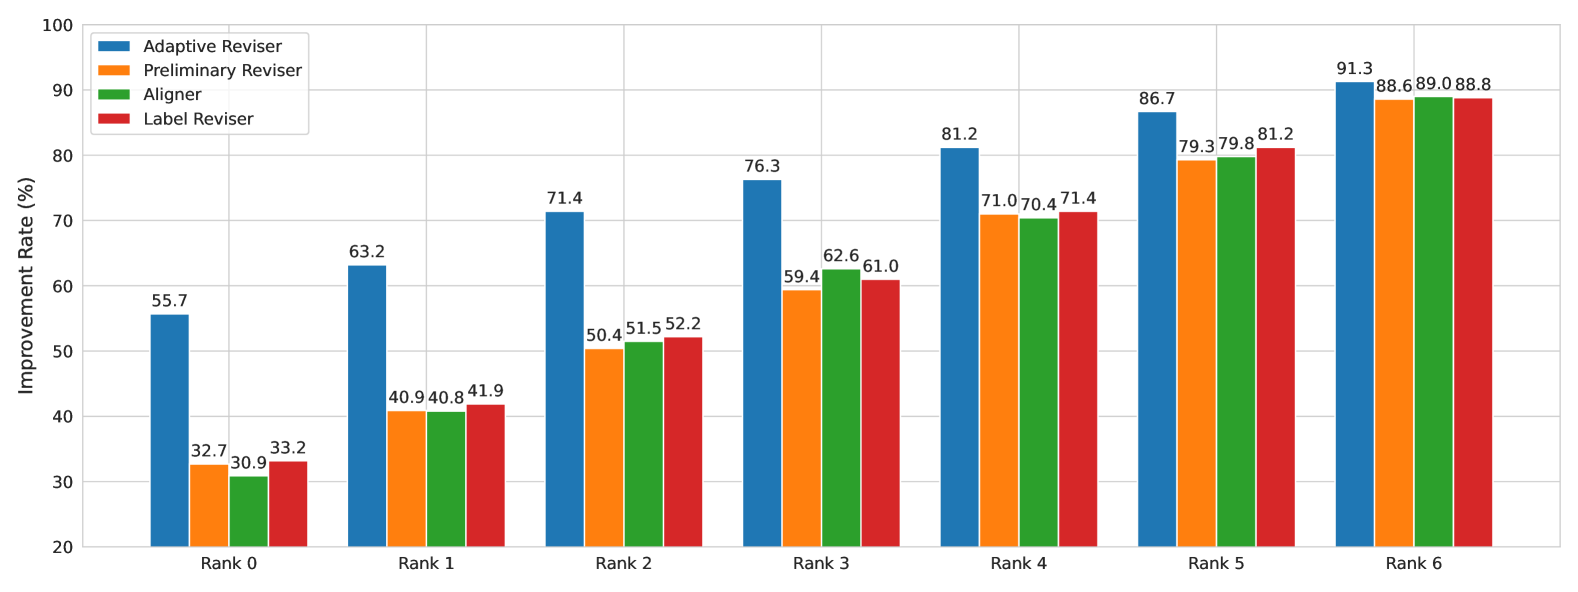 Improvement Rate (%)
100
90
80
70
60
50
40
30
20
Adaptive Reviser
Preliminary Reviser
Aligner
Label Reviser
55.7 32.7 30.9 33.2
63.2 40.9 40.8 41.9
71.4 50.4 51.5 52.2
76.3 59.4 62.6 61.0
81.2 71.0 70.4 71.4
86.7 79.3 79.8 81.2
91.3 88.6 89.0 88.8
Rank 0 Rank 1 Rank 2 Rank 3 Rank 4 Rank 5 Rank 6